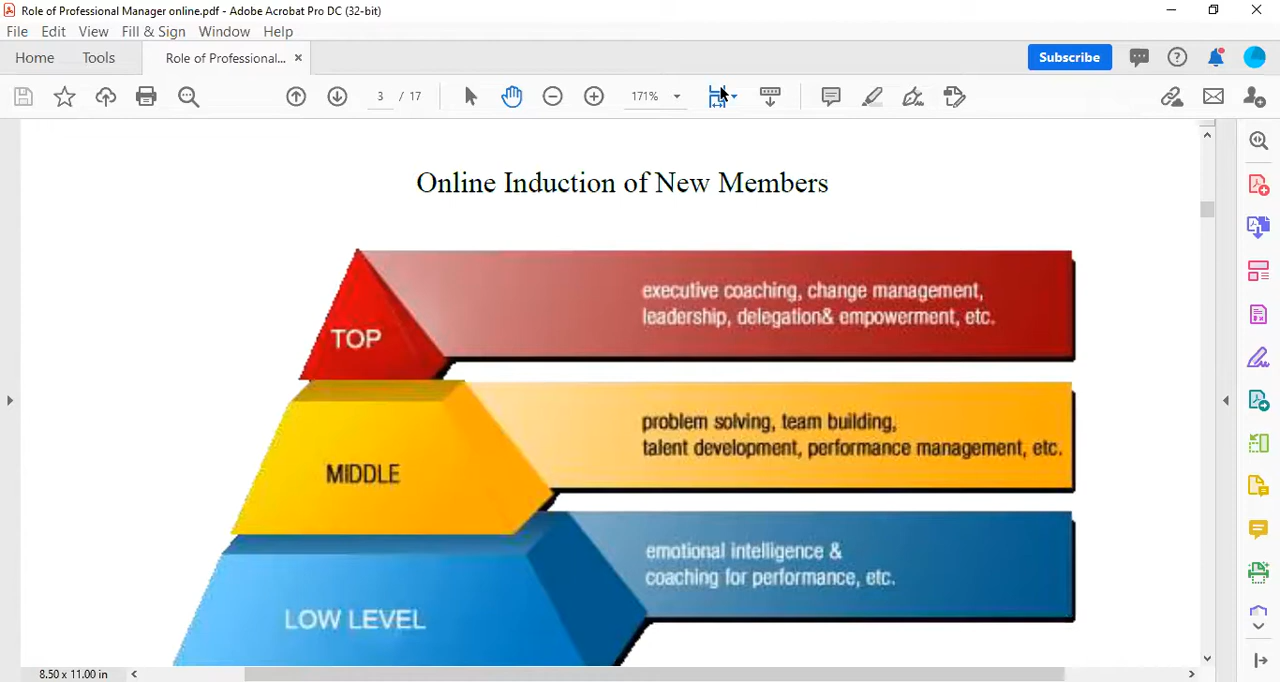 Role of Professional Manager online.pdf - Adobe Acrobat Pro DC (32-bit)
File Edit View Fill & Sign Window Help
Home Tools Role of Professional... ×
Subscribe
3 / 17
171%
Online Induction of New Members
TOP
executive coaching, change management,
leadership, delegation& empowerment, etc.
MIDDLE
problem solving, team building,
talent development, performance management, etc.
LOW LEVEL
emotional intelligence &
coaching for performance, etc.
8.50 x 11.00 in